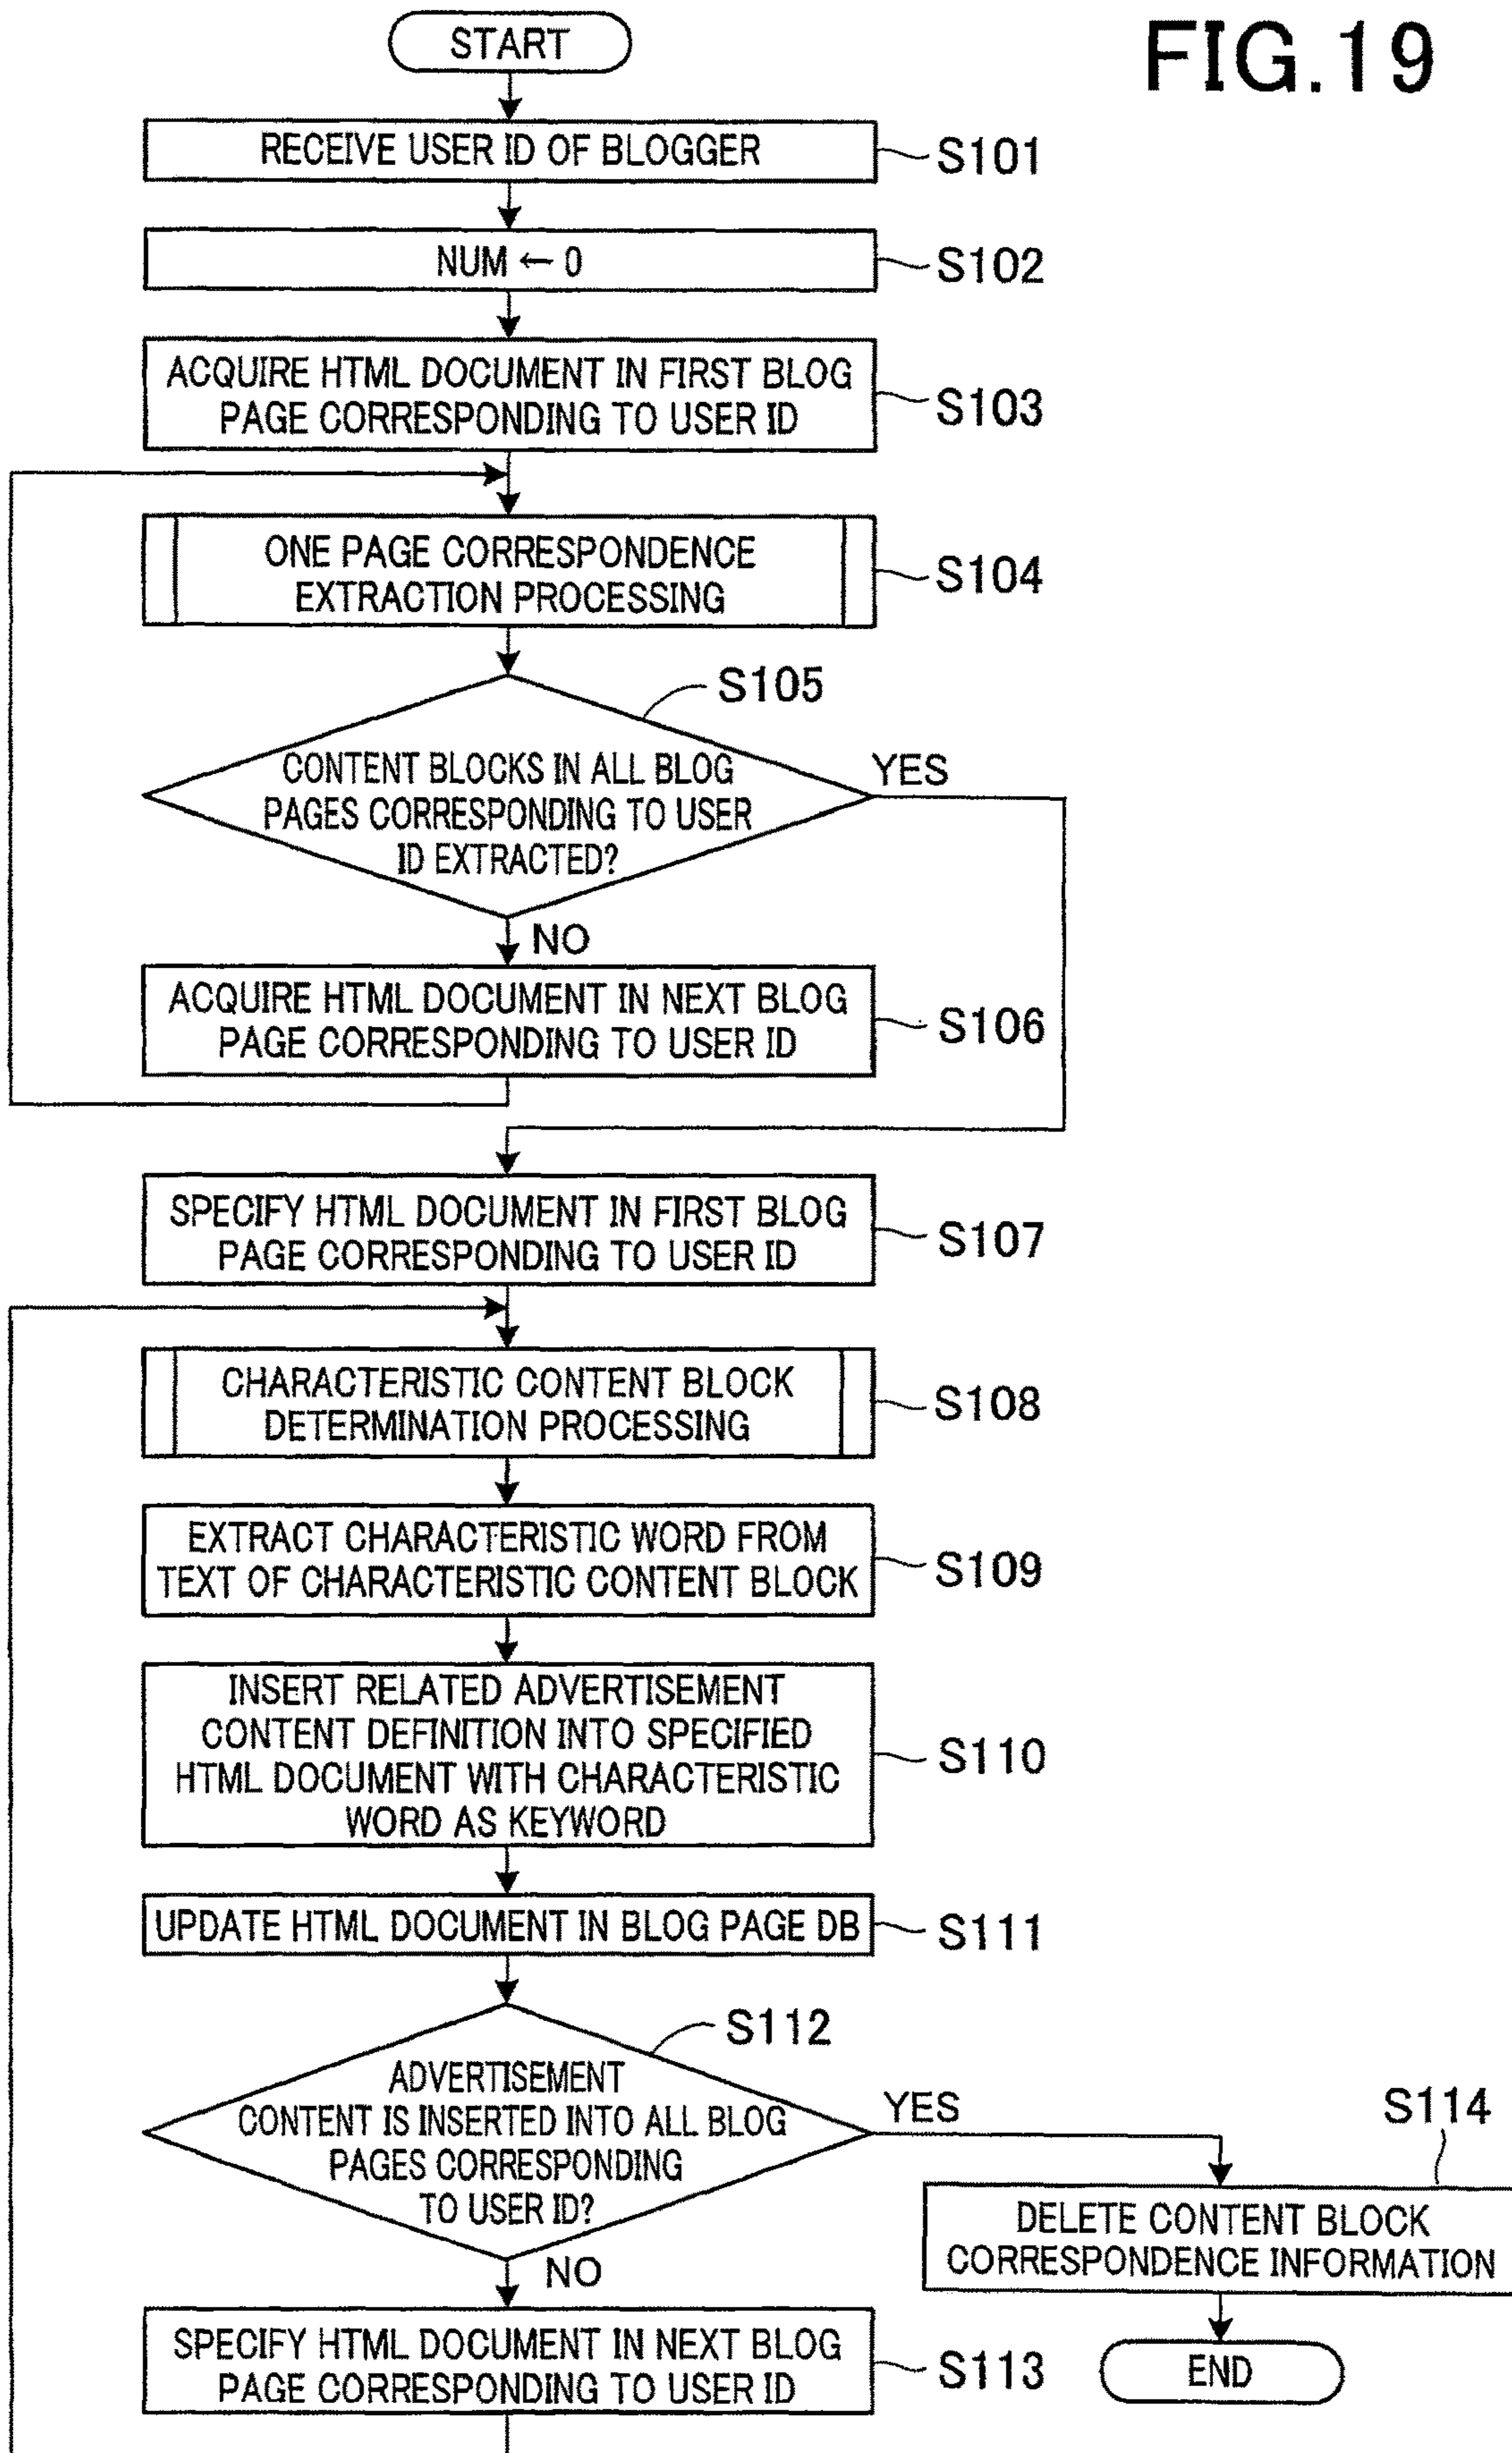 FIG.19
START
RECEIVE USER ID OF BLOGGER
S101
NUM ← 0
S102
ACQUIRE HTML DOCUMENT IN FIRST BLOG
PAGE CORRESPONDING TO USER ID
S103
ONE PAGE CORRESPONDENCE
EXTRACTION PROCESSING
S104
S105
CONTENT BLOCKS IN ALL BLOG
PAGES CORRESPONDING TO USER
ID EXTRACTED?
YES
NO
ACQUIRE HTML DOCUMENT IN NEXT BLOG
PAGE CORRESPONDING TO USER ID
S106
SPECIFY HTML DOCUMENT IN FIRST BLOG
PAGE CORRESPONDING TO USER ID
S107
CHARACTERISTIC CONTENT BLOCK
DETERMINATION PROCESSING
S108
EXTRACT CHARACTERISTIC WORD FROM
TEXT OF CHARACTERISTIC CONTENT BLOCK
S109
INSERT RELATED ADVERTISEMENT
CONTENT DEFINITION INTO SPECIFIED
HTML DOCUMENT WITH CHARACTERISTIC
WORD AS KEYWORD
S110
UPDATE HTML DOCUMENT IN BLOG PAGE DB
S111
S112
ADVERTISEMENT
CONTENT IS INSERTED INTO ALL BLOG
PAGES CORRESPONDING
TO USER ID?
YES
S114
DELETE CONTENT BLOCK
CORRESPONDENCE INFORMATION
NO
SPECIFY HTML DOCUMENT IN NEXT BLOG
PAGE CORRESPONDING TO USER ID
S113
END